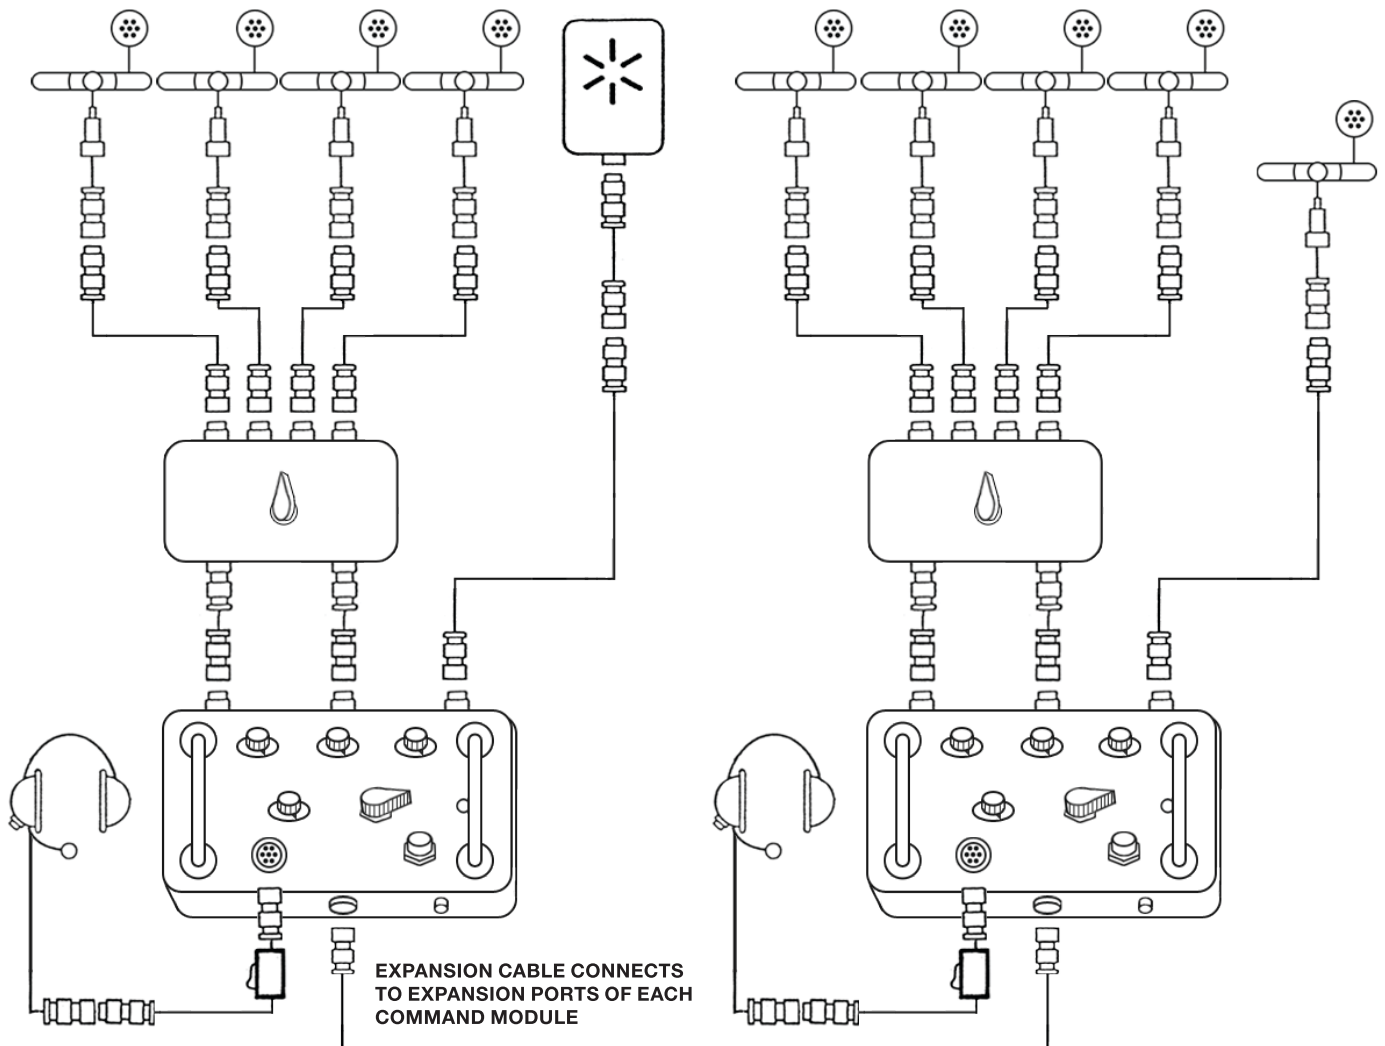 EXPANSION CABLE CONNECTS
TO EXPANSION PORTS OF EACH
COMMAND MODULE